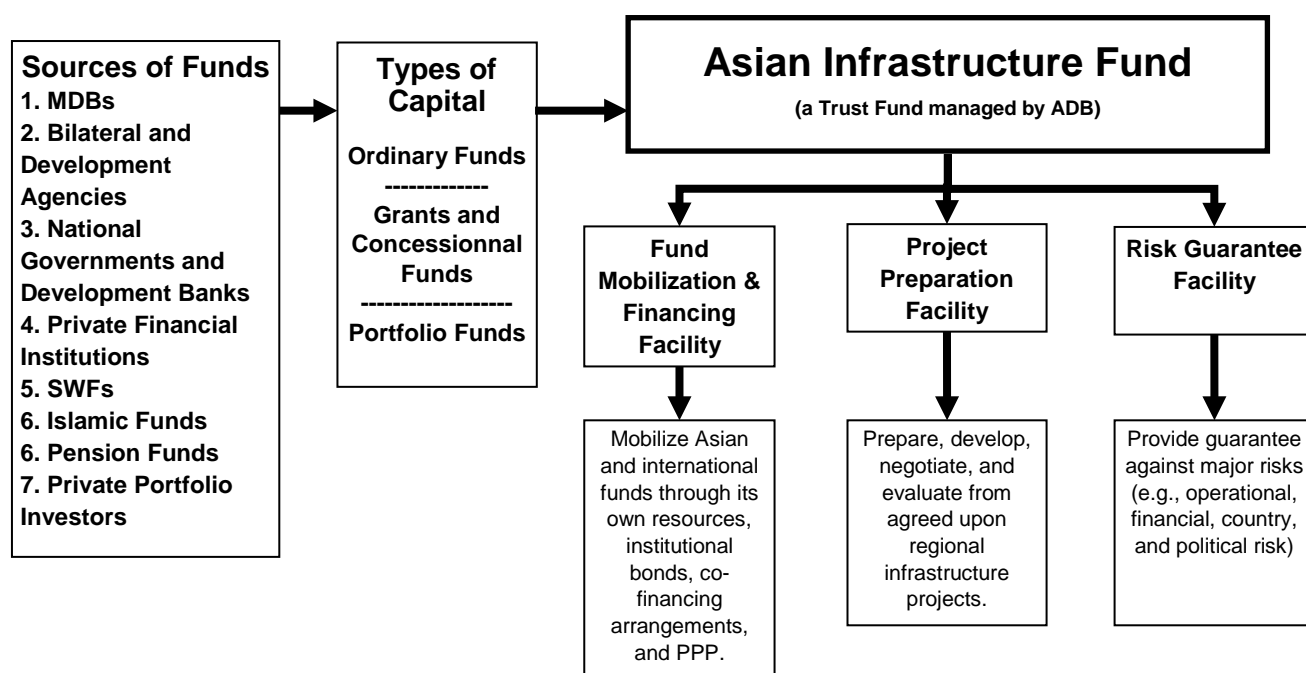 Sources of Funds
1. MDBs
2. Bilateral and
Development
Agencies
3. National
Governments and
Development Banks
4. Private Financial
Institutions
5. SWFs
6. Islamic Funds
6. Pension Funds
7. Private Portfolio
Investors
Types of
Capital
Ordinary Funds
-------------
Grants and
Concessionnal
Funds
-------------------
Portfolio Funds
Asian Infrastructure Fund
(a Trust Fund managed by ADB)
Fund
Mobilization &
Financing
Facility
Project
Preparation
Facility
Risk Guarantee
Facility
Mobilize Asian
and international
funds through its
own resources,
institutional
bonds, co-
financing
arrangements,
and PPP.
Prepare, develop,
negotiate, and
evaluate from
agreed upon
regional
infrastructure
projects.
Provide guarantee
against major risks
(e.g., operational,
financial, country,
and political risk)